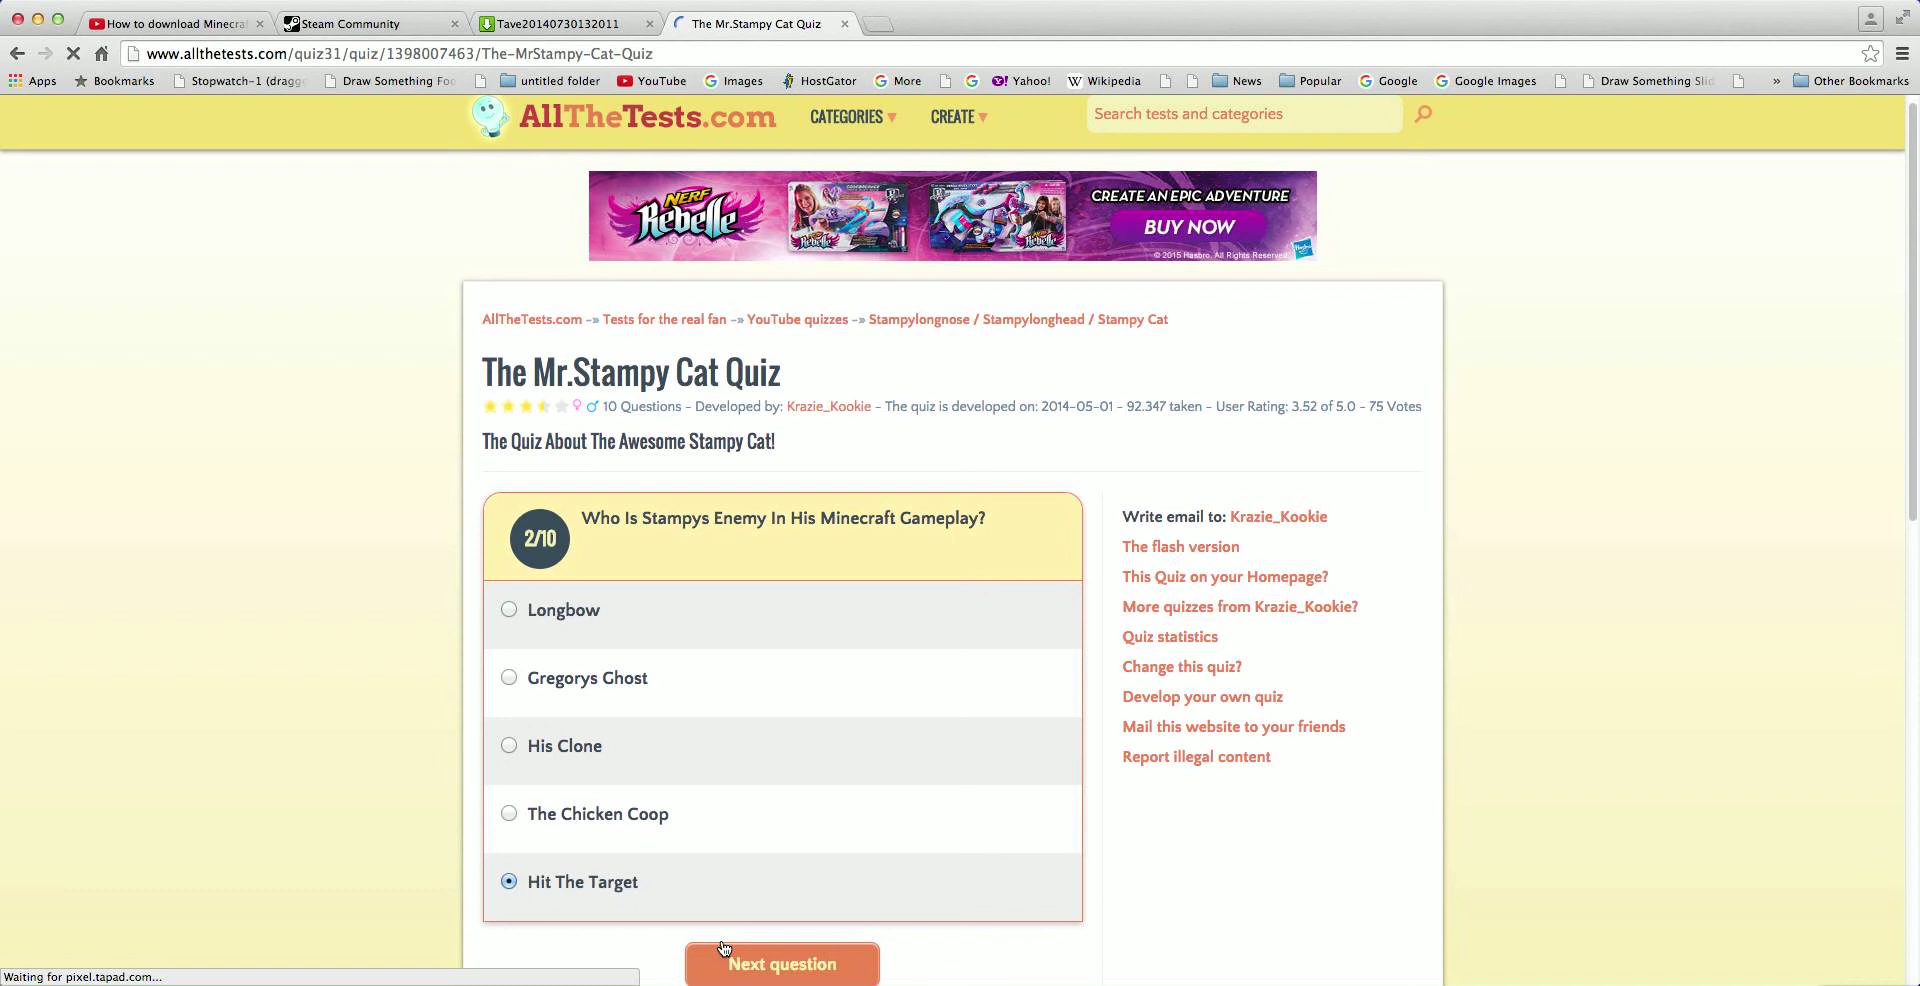 How to download Minecra
Steam Community
Tave20140730132011
The Mr.Stampy Cat Quiz
www.allthetests.com/quiz31/quiz/1398007463/The-MrStampy-Cat-Quiz
Apps Bookmarks Stopwatch-1 (dragge Draw Something Foo untitled folder YouTube Images HostGator More Yahoo! Wikipedia News Popular Google Google Images Draw Something Slid » Other Bookmarks
AllTheTests.com
CATEGORIES
CREATE
Search tests and categories
NERF
Rebelle
CREATE AN EPIC ADVENTURE
BUY NOW
© 2015 Hasbro. All Rights Reserved.
AllTheTests.com -» Tests for the real fan -» YouTube quizzes -» Stampylongnose / Stampylonghead / Stampy Cat
The Mr.Stampy Cat Quiz
10 Questions - Developed by: Krazie_Kookie - The quiz is developed on: 2014-05-01 - 92.347 taken - User Rating: 3.52 of 5.0 - 75 Votes
The Quiz About The Awesome Stampy Cat!
2/10
Who Is Stampys Enemy In His Minecraft Gameplay?
Longbow
Gregorys Ghost
His Clone
The Chicken Coop
Hit The Target
Next question
Write email to: Krazie_Kookie
The flash version
This Quiz on your Homepage?
More quizzes from Krazie_Kookie?
Quiz statistics
Change this quiz?
Develop your own quiz
Mail this website to your friends
Report illegal content
Waiting for pixel.tapad.com...